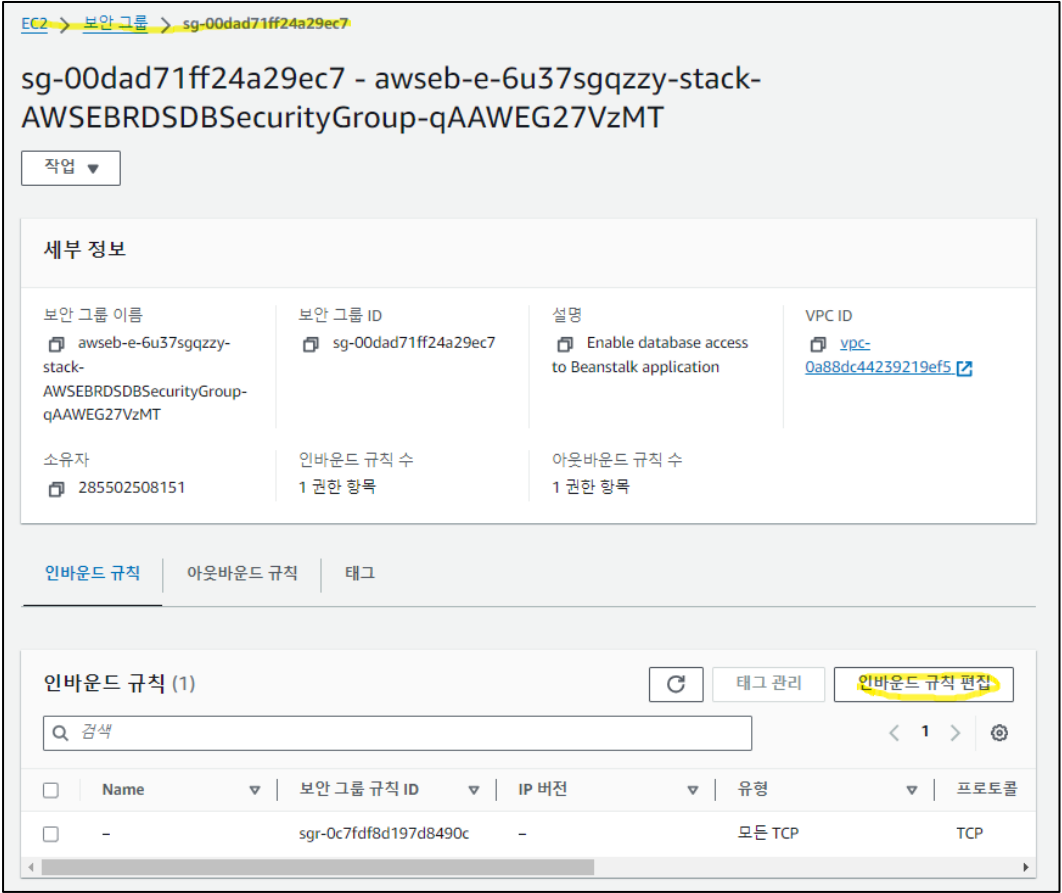 EC2 > 보안 그룹 > sg-00dad71ff24a29ec7
sg-00dad71ff24a29ec7 - awseb-e-6u37sgqzzy-stack-
AWSEBRDSDBSecurityGroup-qAAWEG27VzMT
작업 ▼
세부 정보
보안 그룹 이름
awseb-e-6u37sgqzzy-
stack-
AWSEBRDSDBSecurityGroup-
qAAWEG27VzMT
보안 그룹 ID
sg-00dad71ff24a29ec7
설명
Enable database access
to Beanstalk application
VPC ID
vpc-
0a88dc44239219ef5
소유자
285502508151
인바운드 규칙 수
1 권한 항목
아웃바운드 규칙 수
1 권한 항목
인바운드 규칙 아웃바운드 규칙 태그
인바운드 규칙 (1) 태그 관리 인바운드 규칙 편집
검색 < 1 >
Name 보안 그룹 규칙 ID IP 버전 유형 프로토콜
– sgr-0c7fdf8d197d8490c – 모든 TCP TCP